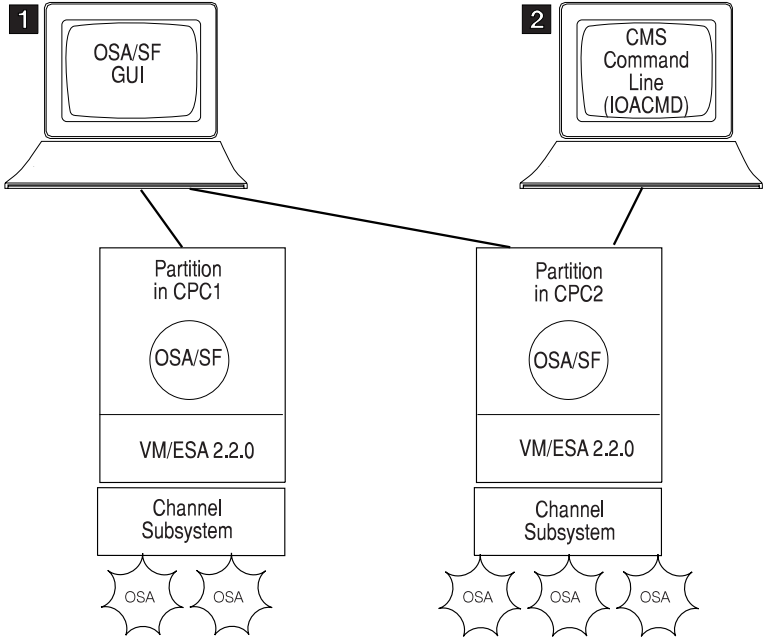 1
OSA/SF
GUI
2
CMS
Command
Line
(IOACMD)
Partition
in CPC1
OSA/SF
VM/ESA 2.2.0
Channel
Subsystem
OSA
OSA
Partition
in CPC2
OSA/SF
VM/ESA 2.2.0
Channel
Subsystem
OSA
OSA
OSA